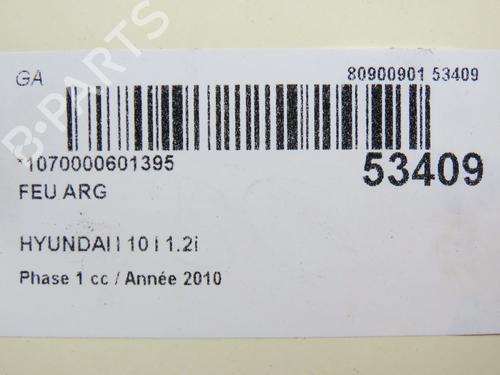 GA
80900901 53409
*1070000601395
53409
FEU ARG
HYUNDAI I 10 I 1.2i
Phase 1 cc / Année 2010
B-PARTS